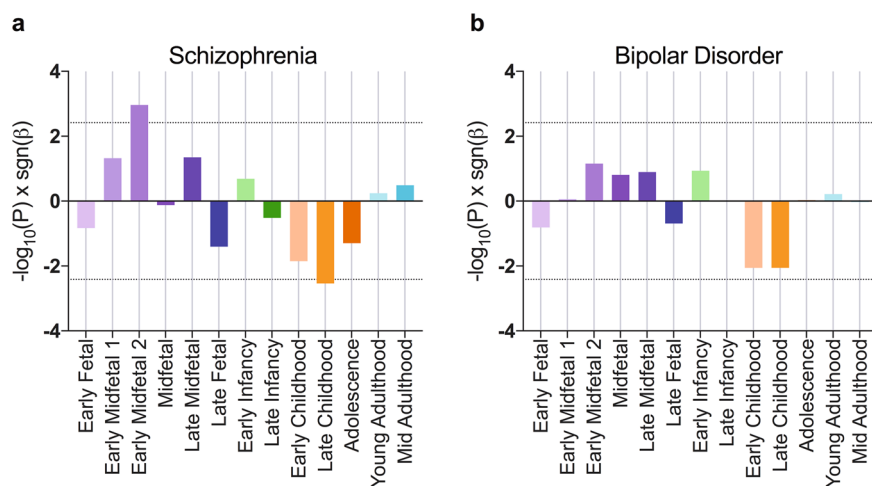 a
Schizophrenia
-log10(P) x sgn(β)
4
2
0
-2
-4
Early Fetal
Early Midfetal 1
Early Midfetal 2
Midfetal
Late Midfetal
Late Fetal
Early Infancy
Late Infancy
Early Childhood
Late Childhood
Adolescence
Young Adulthood
Mid Adulthood
b
Bipolar Disorder
-log10(P) x sgn(β)
4
2
0
-2
-4
Early Fetal
Early Midfetal 1
Early Midfetal 2
Midfetal
Late Midfetal
Late Fetal
Early Infancy
Late Infancy
Early Childhood
Late Childhood
Adolescence
Young Adulthood
Mid Adulthood